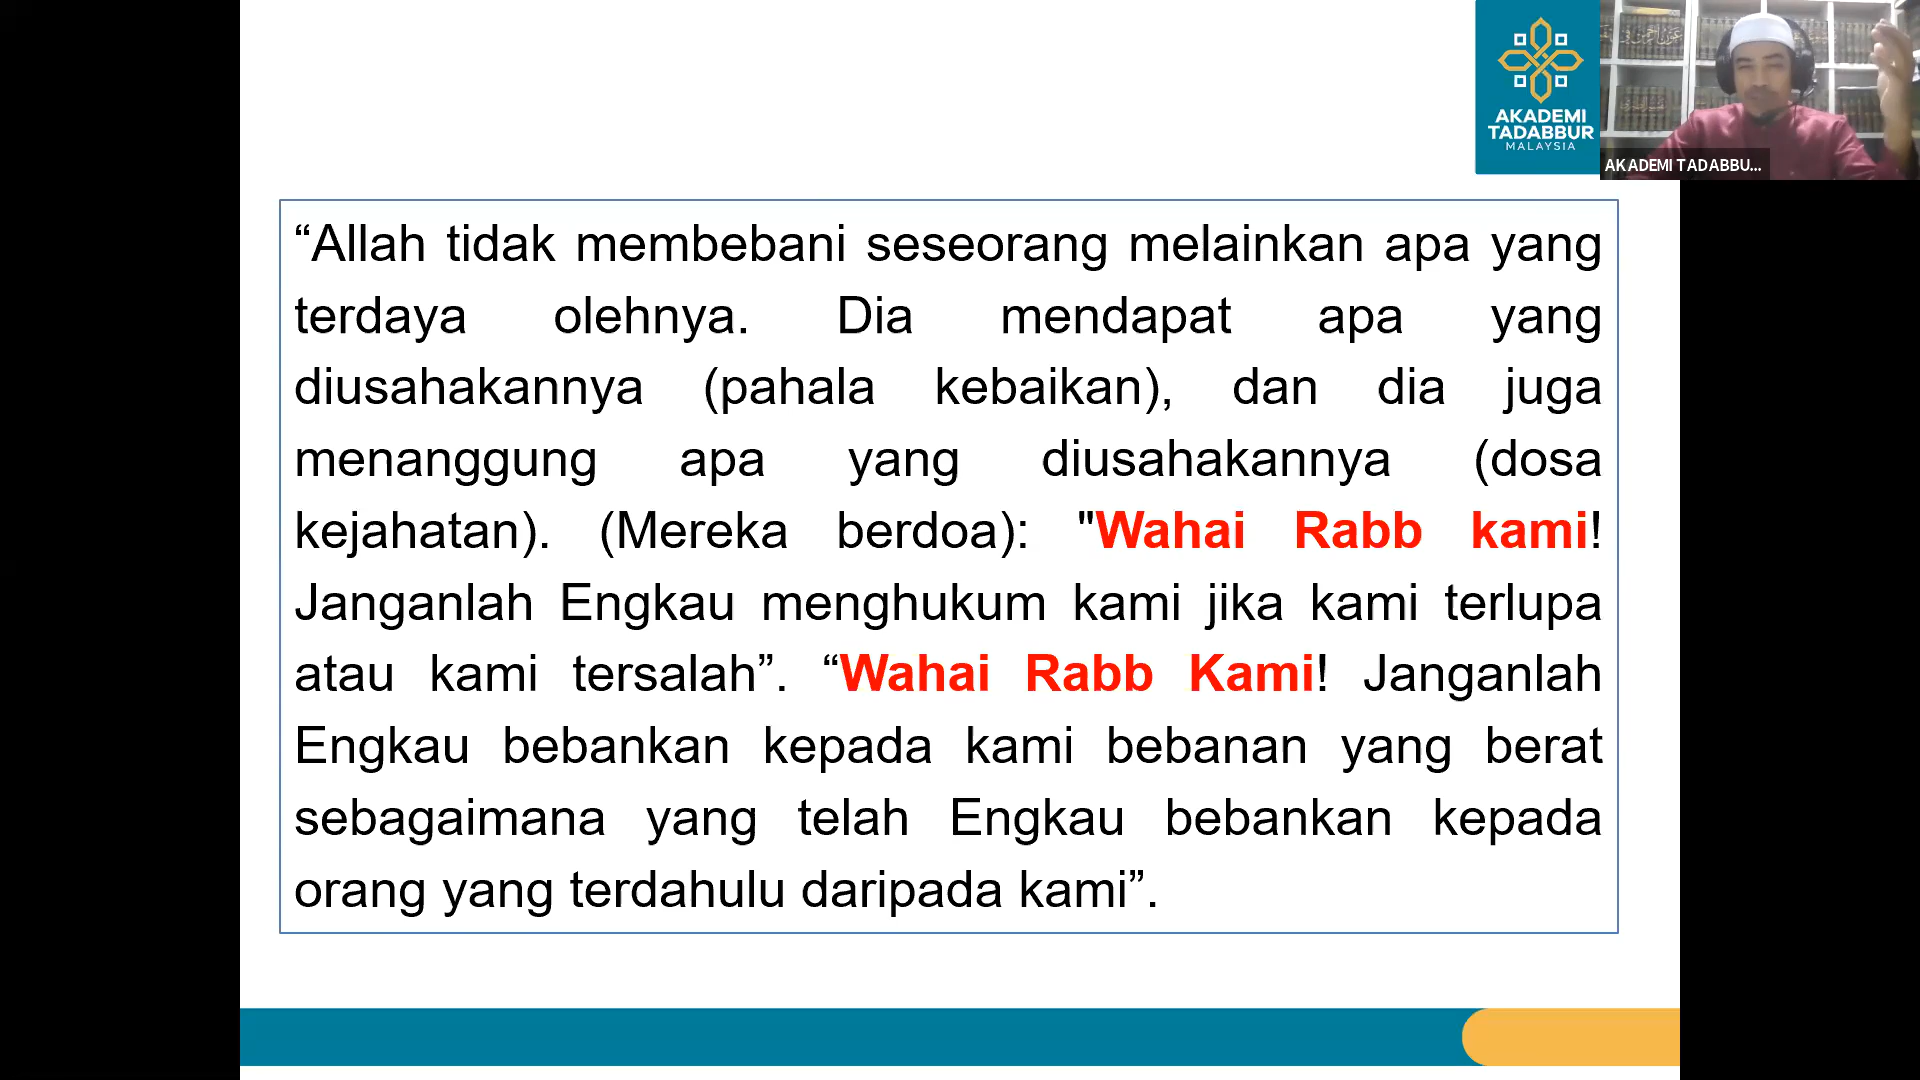 AKADEMI
TADABBUR
MALAYSIA
AKADEMI TADABBU...
“Allah tidak membebani seseorang melainkan apa yang
terdaya olehnya. Dia mendapat apa yang
diusahakannya (pahala kebaikan), dan dia juga
menanggung apa yang diusahakannya (dosa
kejahatan). (Mereka berdoa): "Wahai Rabb kami!
Janganlah Engkau menghukum kami jika kami terlupa
atau kami tersalah”. “Wahai Rabb Kami! Janganlah
Engkau bebankan kepada kami bebanan yang berat
sebagaimana yang telah Engkau bebankan kepada
orang yang terdahulu daripada kami”.